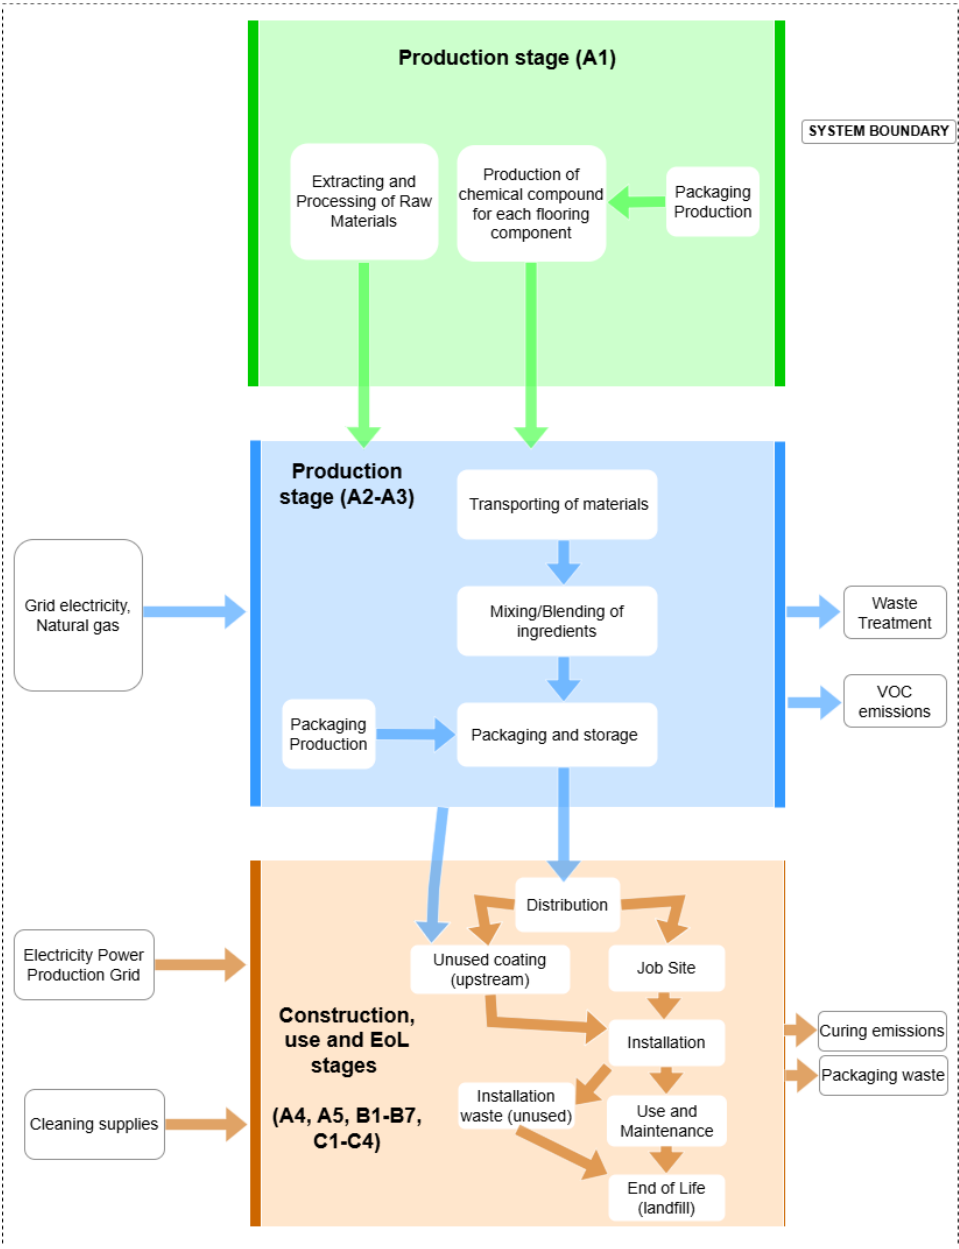 Production stage (A1)
SYSTEM BOUNDARY
Extracting and
Processing of Raw
Materials
Production of
chemical compound
for each flooring
component
Packaging
Production
Production
stage (A2-A3)
Transporting of materials
Grid electricity,
Natural gas
Mixing/Blending of
ingredients
Waste
Treatment
VOC
emissions
Packaging
Production
Packaging and storage
Distribution
Electricity Power
Production Grid
Unused coating
(upstream)
Job Site
Construction,
use and EoL
stages
(A4, A5, B1-B7,
C1-C4)
Installation
Curing emissions
Packaging waste
Cleaning supplies
Installation
waste (unused)
Use and
Maintenance
End of Life
(landfill)